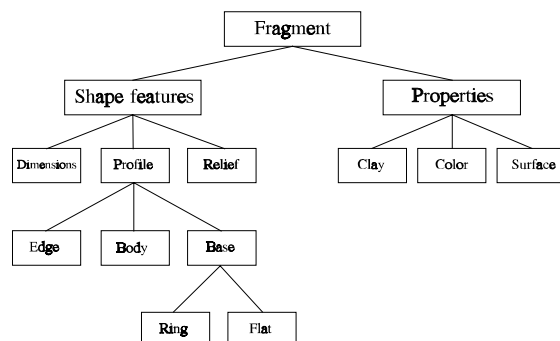 Fragment
Shape features
Properties
Dimensions
Profile
Relief
Clay
Color
Surface
Edge
Body
Base
Ring
Flat